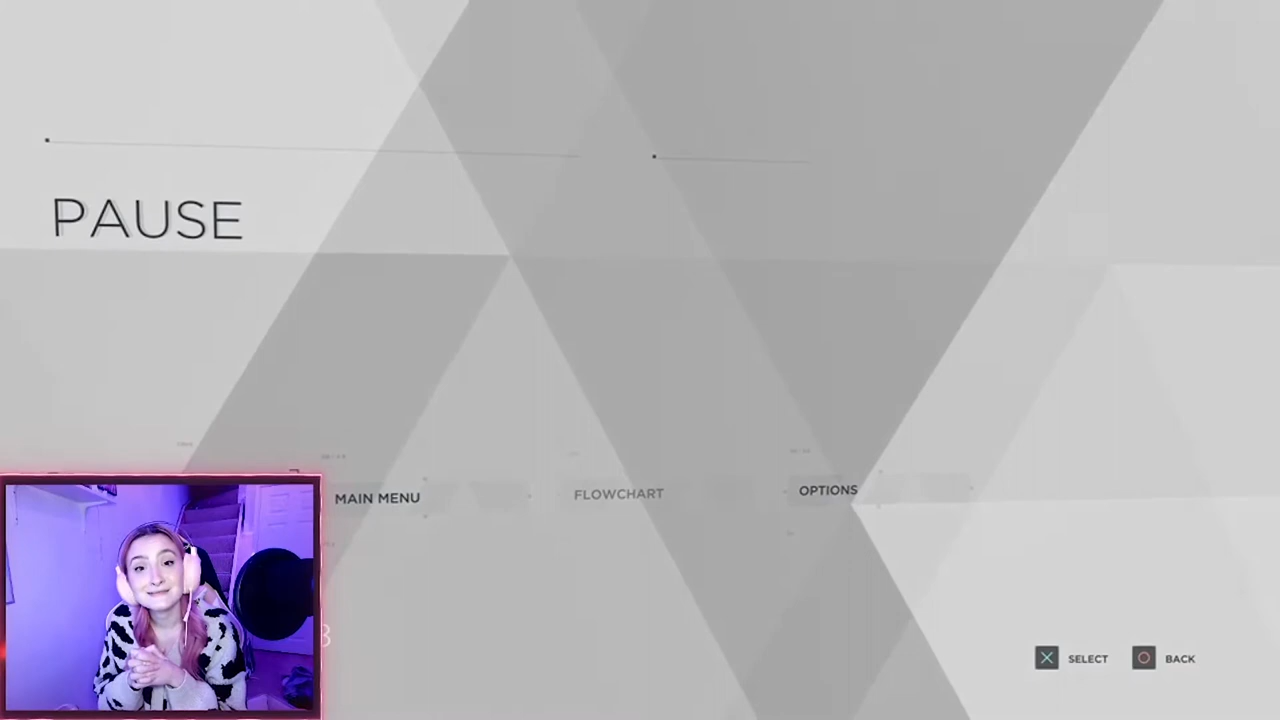 PAUSE
MAIN MENU
FLOWCHART
OPTIONS
SELECT
BACK